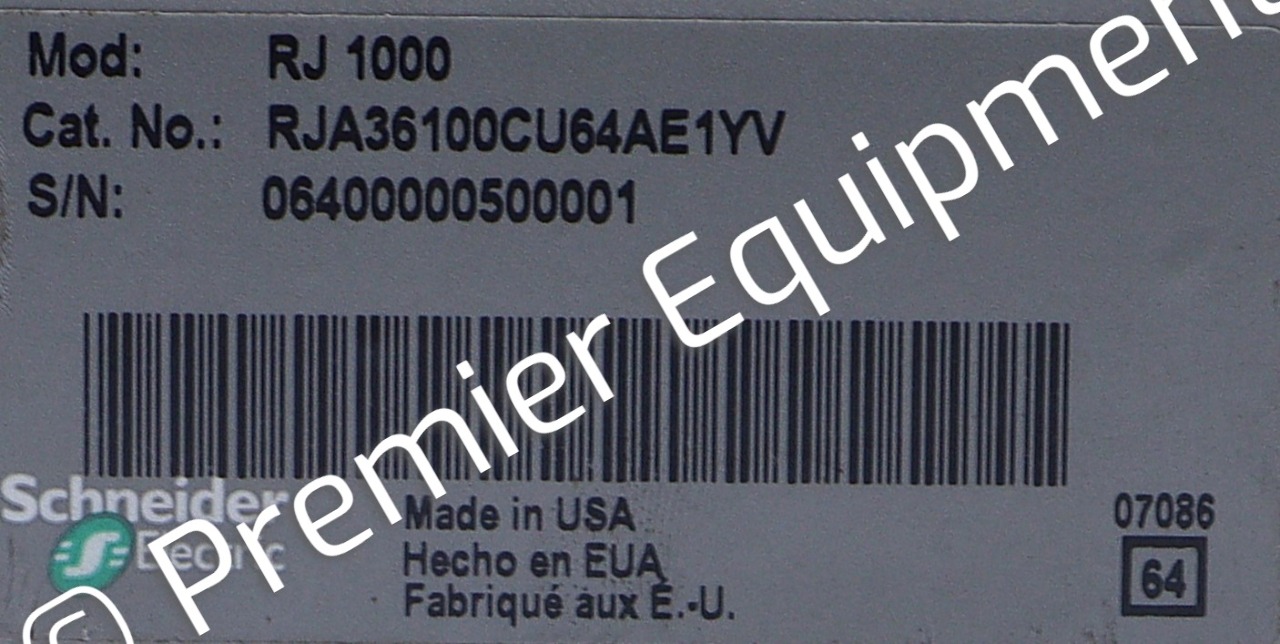 Mod: RJ 1000
Cat. No.: RJA36100CU64AE1YV
S/N: 064000000500001
Schneider
Electric
Made in USA
Hecho en EUA
Fabriqué aux É.-U.
07086
64
© Premier Equipment